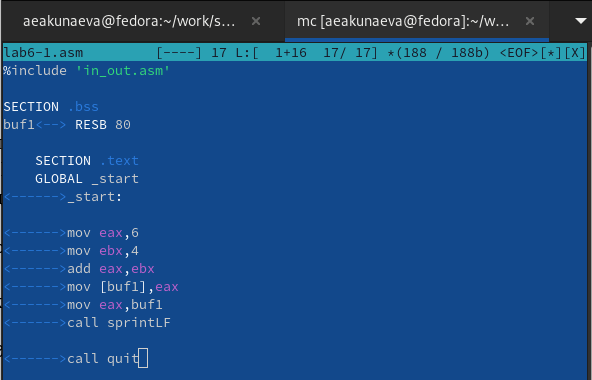 aeakunaeva@fedora:~/work/s... × mc [aeakunaeva@fedora]:~/w... ×
lab6-1.asm [----] 17 L:[ 1+16 17/ 17] *(188 / 188b) <EOF>[*][X]
%include 'in_out.asm'
SECTION .bss
buf1<--> RESB 80
SECTION .text
GLOBAL _start
<------>_start:
<------>mov eax,6
<------>mov ebx,4
<------>add eax,ebx
<------>mov [buf1],eax
<------>mov eax,buf1
<------>call sprintLF
<------>call quit